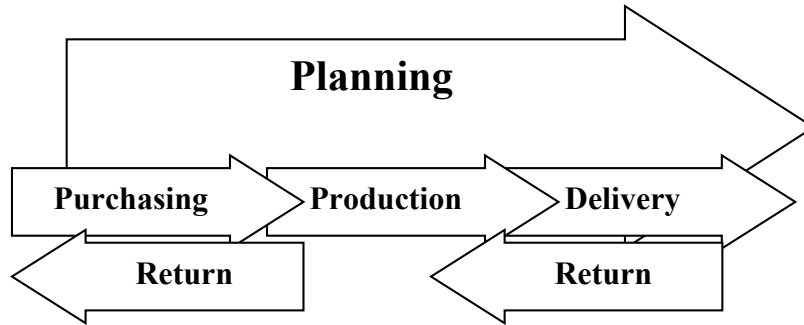 Planning
Purchasing
Production
Delivery
Return
Return